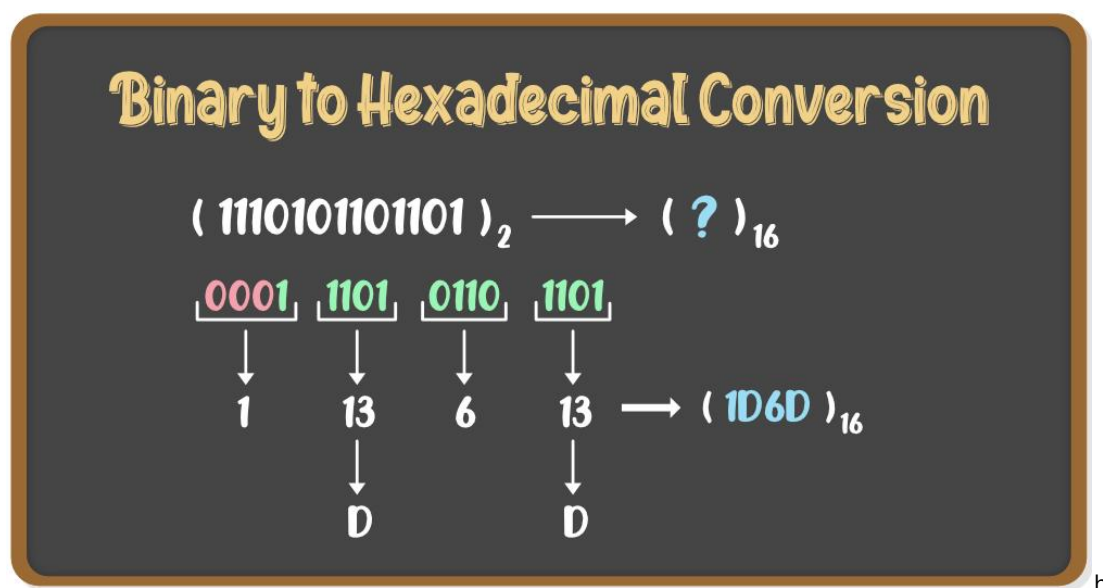 Binary to Hexadecimal Conversion
( 1110101101101 )2 ( ? )16
0001 1101 0110 1101
1 13 6 13 ( 1D6D )16
D D